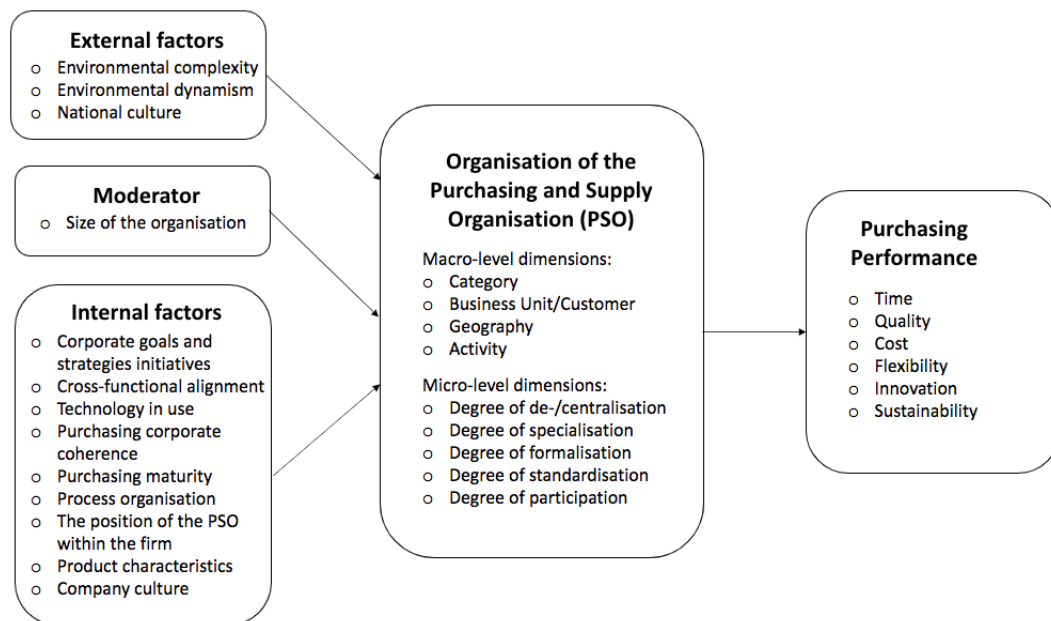 External factors
o Environmental complexity
o Environmental dynamism
o National culture
Moderator
o Size of the organisation
Internal factors
o Corporate goals and
strategies initiatives
o Cross-functional alignment
o Technology in use
o Purchasing corporate
coherence
o Purchasing maturity
o Process organisation
o The position of the PSO
within the firm
o Product characteristics
o Company culture
Organisation of the
Purchasing and Supply
Organisation (PSO)
Macro-level dimensions:
o Category
o Business Unit/Customer
o Geography
o Activity
Micro-level dimensions:
o Degree of de-/centralisation
o Degree of specialisation
o Degree of formalisation
o Degree of standardisation
o Degree of participation
Purchasing
Performance
o Time
o Quality
o Cost
o Flexibility
o Innovation
o Sustainability